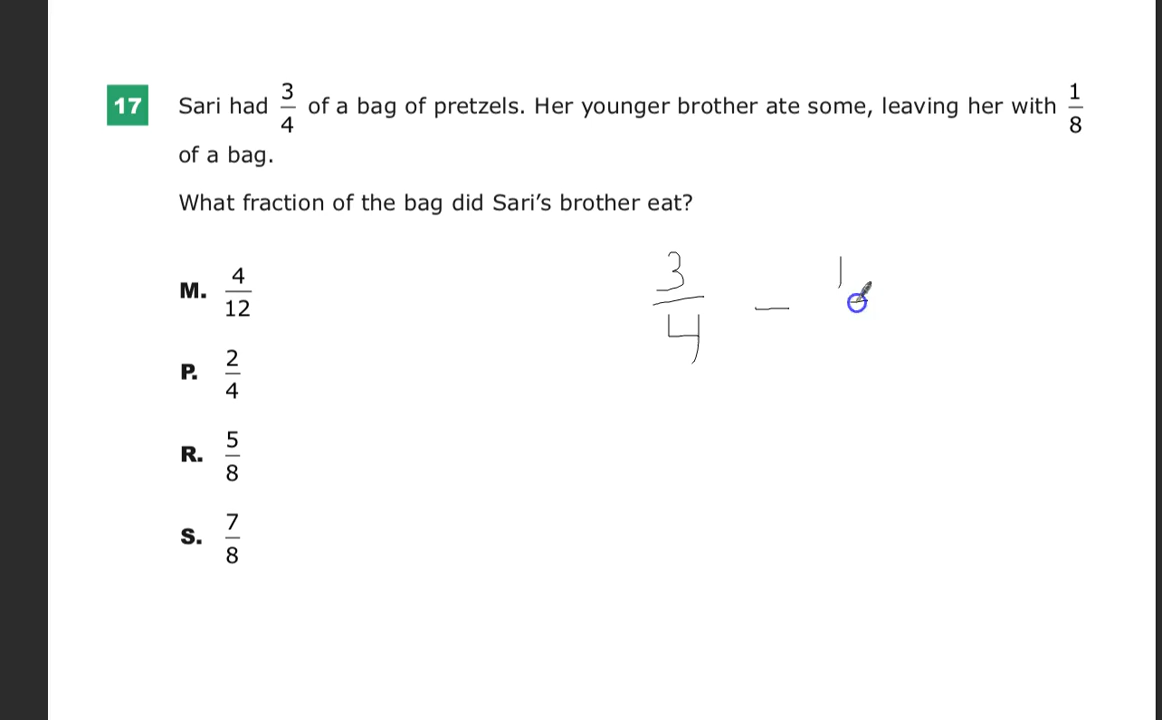 17 Sari had 3/4 of a bag of pretzels. Her younger brother ate some, leaving her with 1/8
of a bag.
What fraction of the bag did Sari’s brother eat?
3/4 − 1
M. 4/12
P. 2/4
R. 5/8
S. 7/8